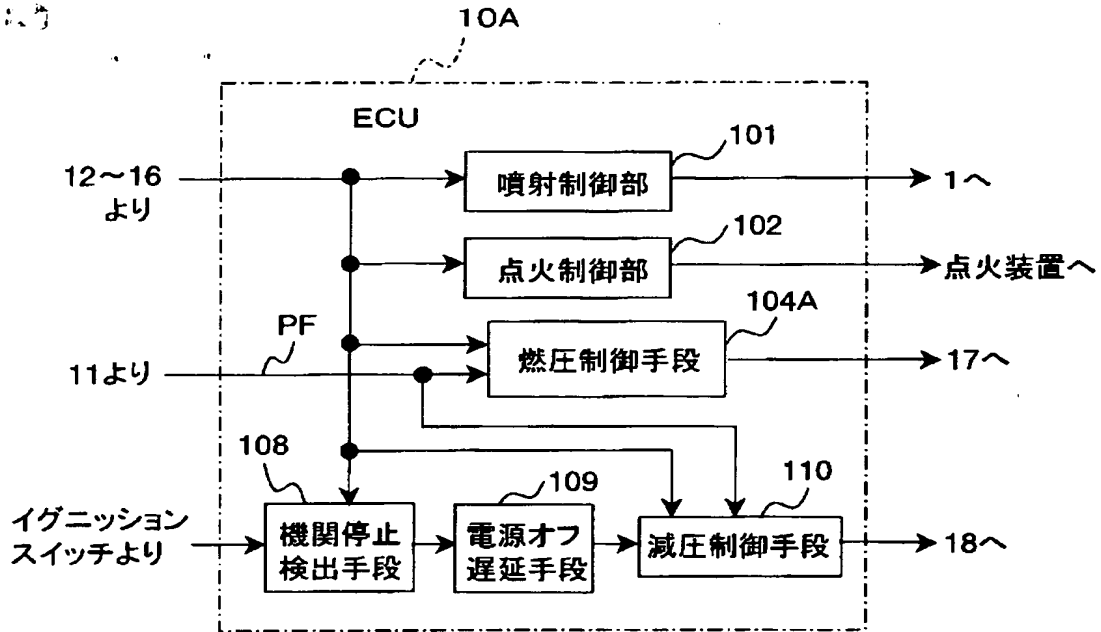 10A
ECU
101
12～16
より
噴射制御部
1へ
102
点火制御部
点火装置へ
104A
PF
燃圧制御手段
17へ
11より
108
109
110
イグニッション
スイッチより
機関停止
検出手段
電源オフ
遅延手段
減圧制御手段
18へ